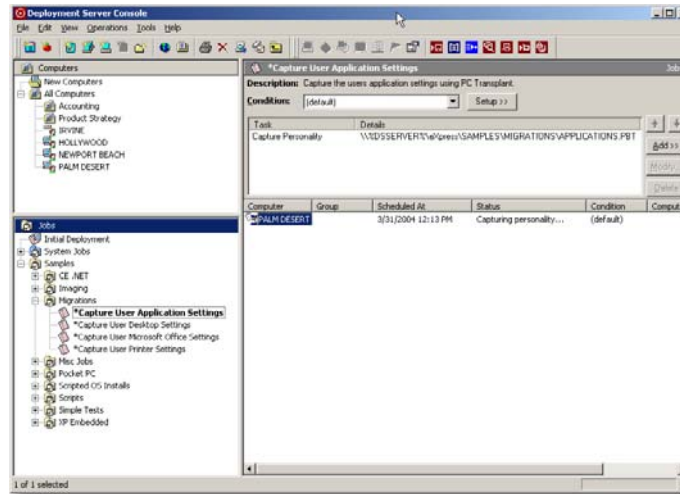 Deployment Server Console
File Edit View Operations Tools Help
Computers
New Computers
All Computers
Accounting
Product Strategy
IRVINE
HOLLYWOOD
NEWPORT BEACH
PALM DESERT
Jobs
Initial Deployment
System Jobs
Samples
CE .NET
Imaging
Migrations
*Capture User Application Settings
*Capture User Desktop Settings
*Capture User Microsoft Office Settings
*Capture User Printer Settings
Misc Jobs
Pocket PC
Scripted OS Installs
Scripts
Simple Tests
XP Embedded
*Capture User Application Settings Job
Description: Capture the users application settings using PC Transplant.
Condition: (default) Setup >>
Task Details
Capture Personality \\%DSSERVER%\eXpress\SAMPLES\MIGRATIONS\APPLICATIONS.PBT
Add >>
Modify...
Delete
Computer Group Scheduled At Status Condition Comput
PALM DESERT 3/31/2004 12:13 PM Capturing personality... (default)
1 of 1 selected